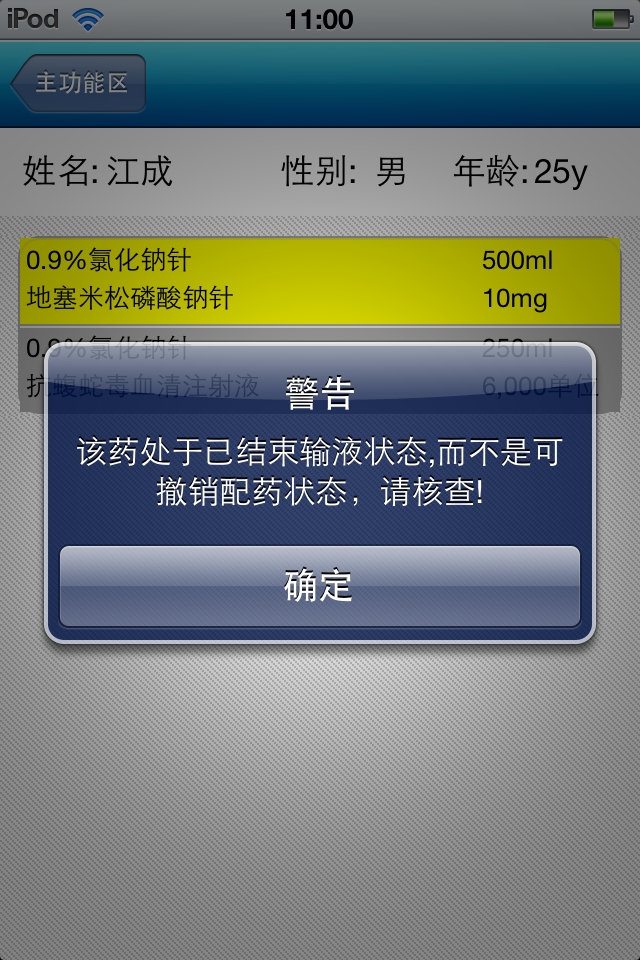 iPod 11:00
主功能区
姓名: 江成 性别: 男 年龄: 25y
0.9%氯化钠针 500ml
地塞米松磷酸钠针 10mg
0.9%氯化钠针 250ml
抗蝮蛇毒血清注射液 6,000单位
警告
该药处于已结束输液状态,而不是可
撤销配药状态，请核查!
确定